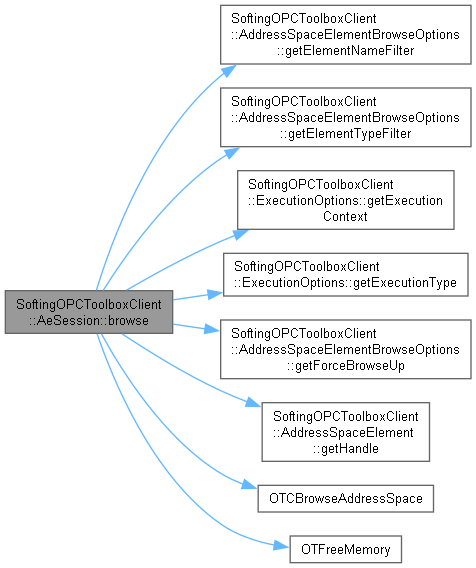 SoftingOPCToolboxClient
::AddressSpaceElementBrowseOptions
::getElementNameFilter
SoftingOPCToolboxClient
::AddressSpaceElementBrowseOptions
::getElementTypeFilter
SoftingOPCToolboxClient
::ExecutionOptions::getExecution
Context
SoftingOPCToolboxClient
::ExecutionOptions::getExecutionType
SoftingOPCToolboxClient
::AeSession::browse
SoftingOPCToolboxClient
::AddressSpaceElementBrowseOptions
::getForceBrowseUp
SoftingOPCToolboxClient
::AddressSpaceElement
::getHandle
OTCBrowseAddressSpace
OTFreeMemory